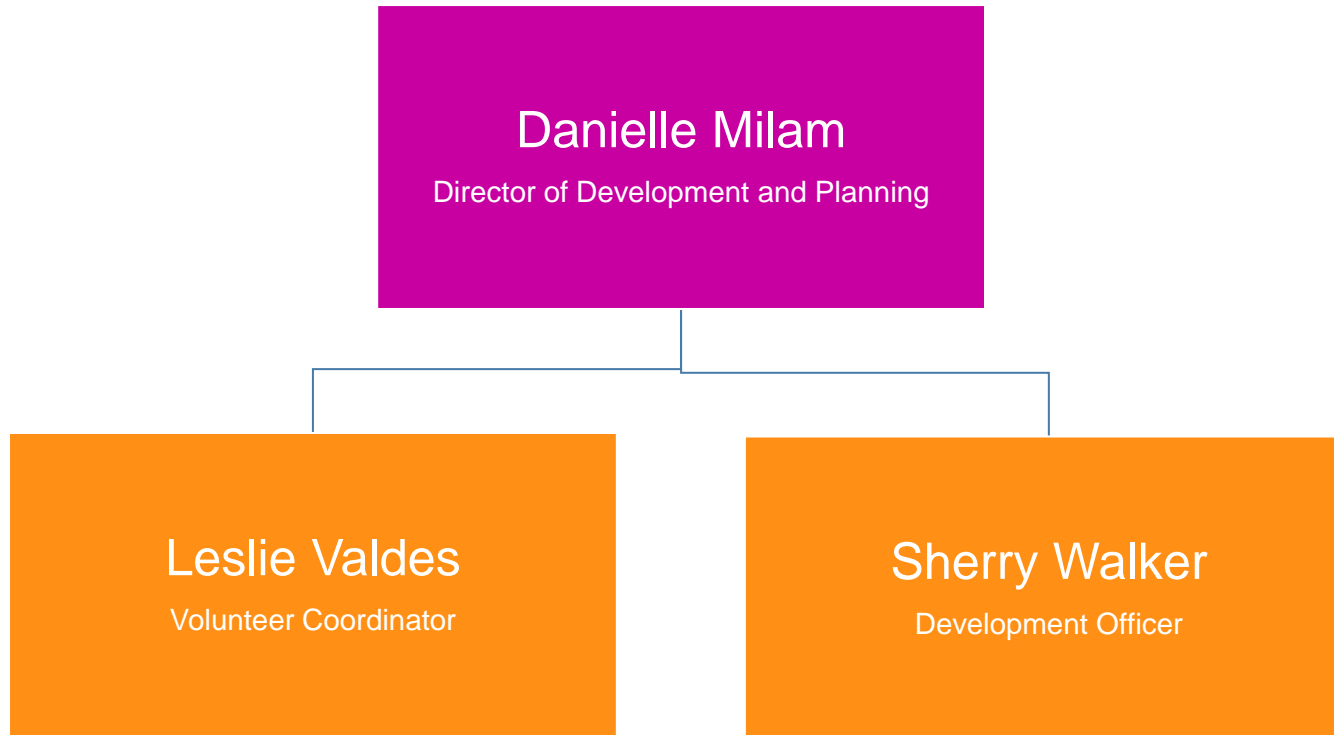 Danielle Milam
Director of Development and Planning
Leslie Valdes
Volunteer Coordinator
Sherry Walker
Development Officer